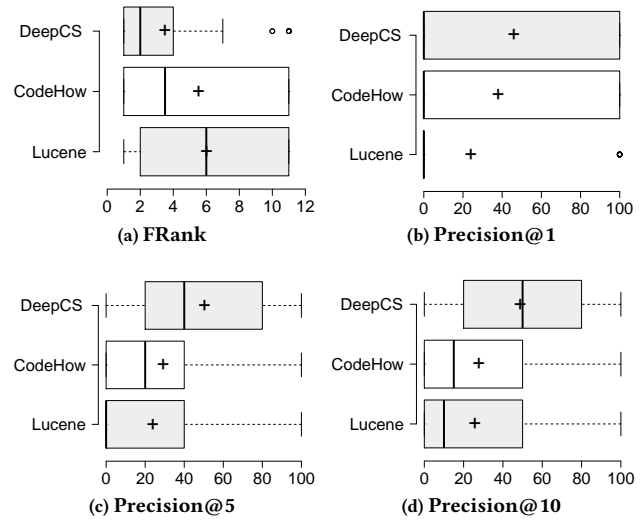 DeepCS
CodeHow
Lucene
0 2 4 6 8 10 12
(a) FRank
DeepCS
CodeHow
Lucene
0 20 40 60 80 100
(b) Precision@1
DeepCS
CodeHow
Lucene
0 20 40 60 80 100
(c) Precision@5
DeepCS
CodeHow
Lucene
0 20 40 60 80 100
(d) Precision@10